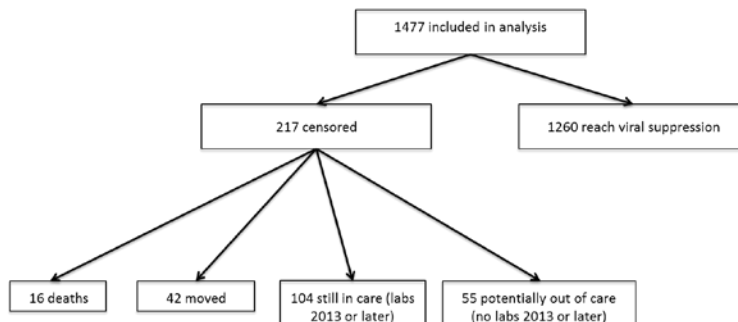 1477 included in analysis
217 censored
1260 reach viral suppression
16 deaths
42 moved
104 still in care (labs
2013 or later)
55 potentially out of care
(no labs 2013 or later)